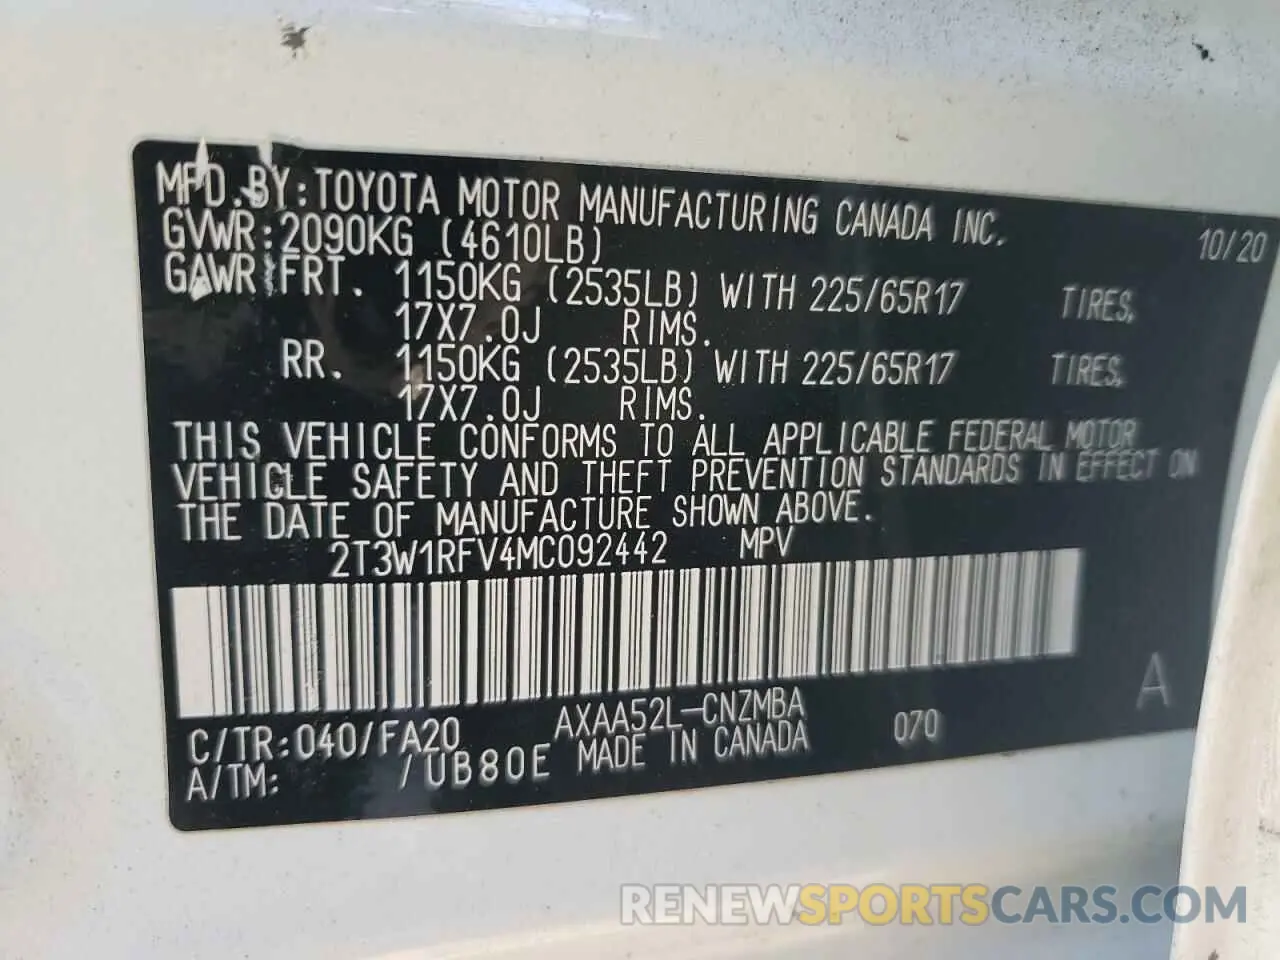 MFD.BY:TOYOTA MOTOR MANUFACTURING CANADA INC. 10/20
GVWR:2090KG (4610LB)
GAWR:FRT. 1150KG (2535LB) WITH 225/65R17 TIRES,
17X7.0J RIMS.
RR. 1150KG (2535LB) WITH 225/65R17 TIRES,
17X7.0J RIMS.
THIS VEHICLE CONFORMS TO ALL APPLICABLE FEDERAL MOTOR
VEHICLE SAFETY AND THEFT PREVENTION STANDARDS IN EFFECT ON
THE DATE OF MANUFACTURE SHOWN ABOVE.
2T3W1RFV4MC092442 MPV
A
C/TR:040/FA20 AXAA52L-CNZMBA 070
A/TM: /UB80E MADE IN CANADA
RENEWSPORTSCARS.COM